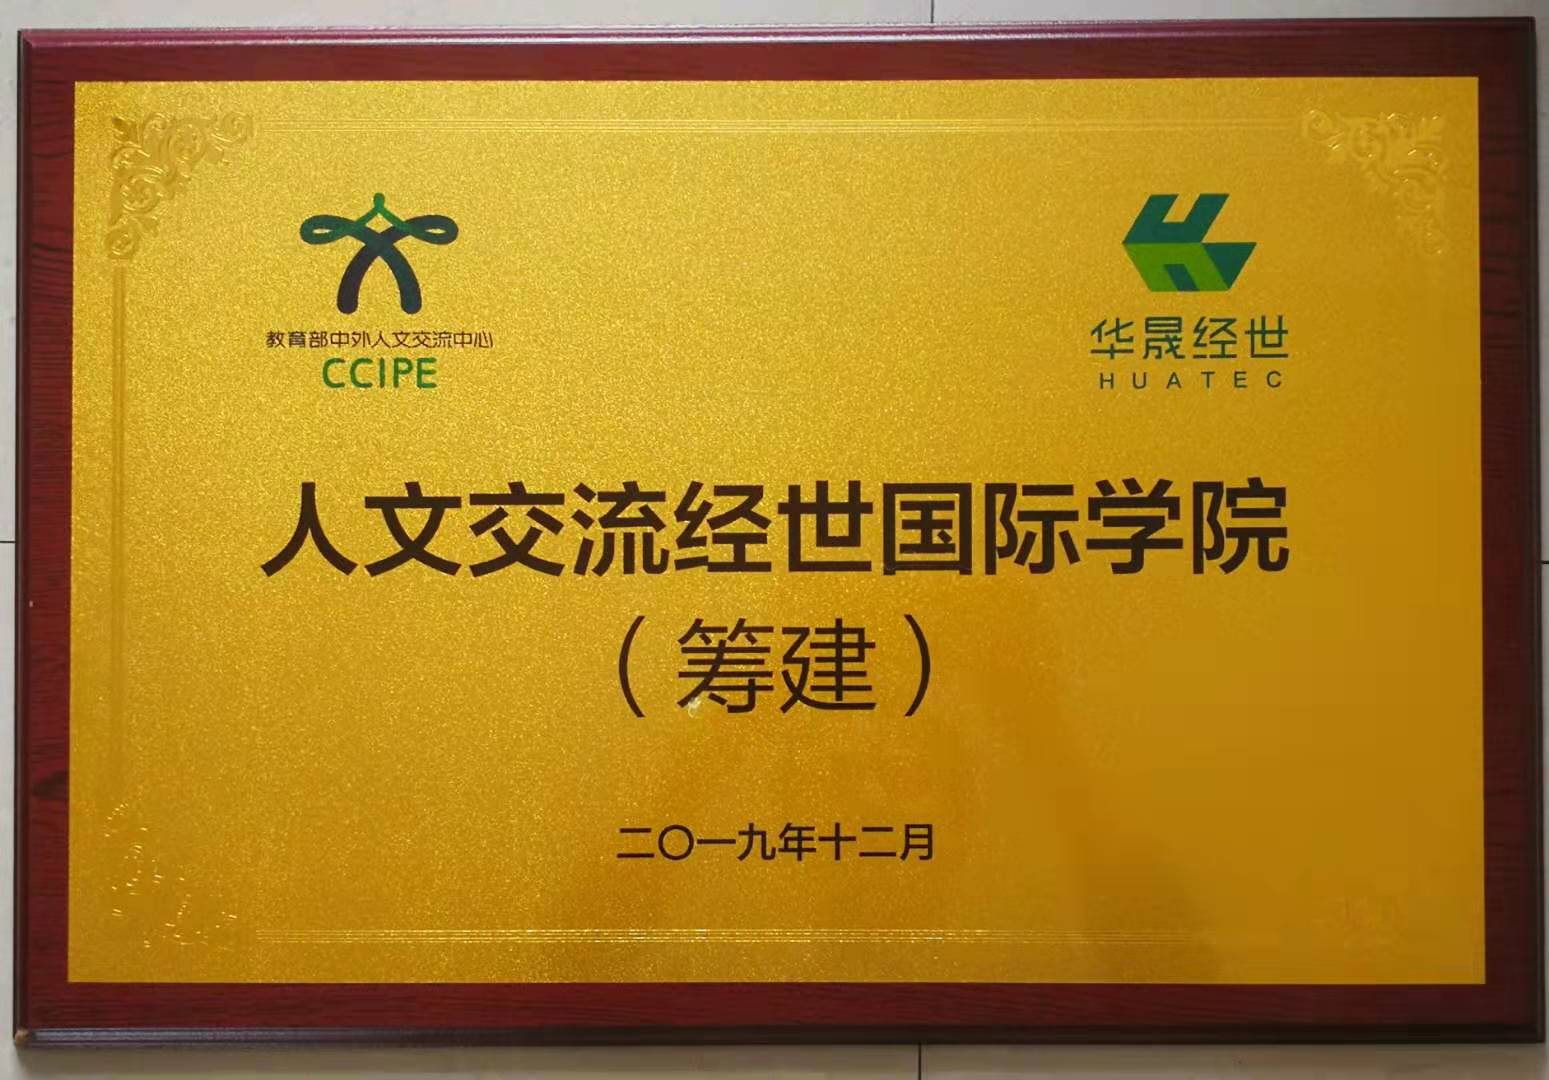 教育部中外人文交流中心
CCIPE
华晟经世
HUATEC
人文交流经世国际学院
（筹建）
二〇一九年十二月